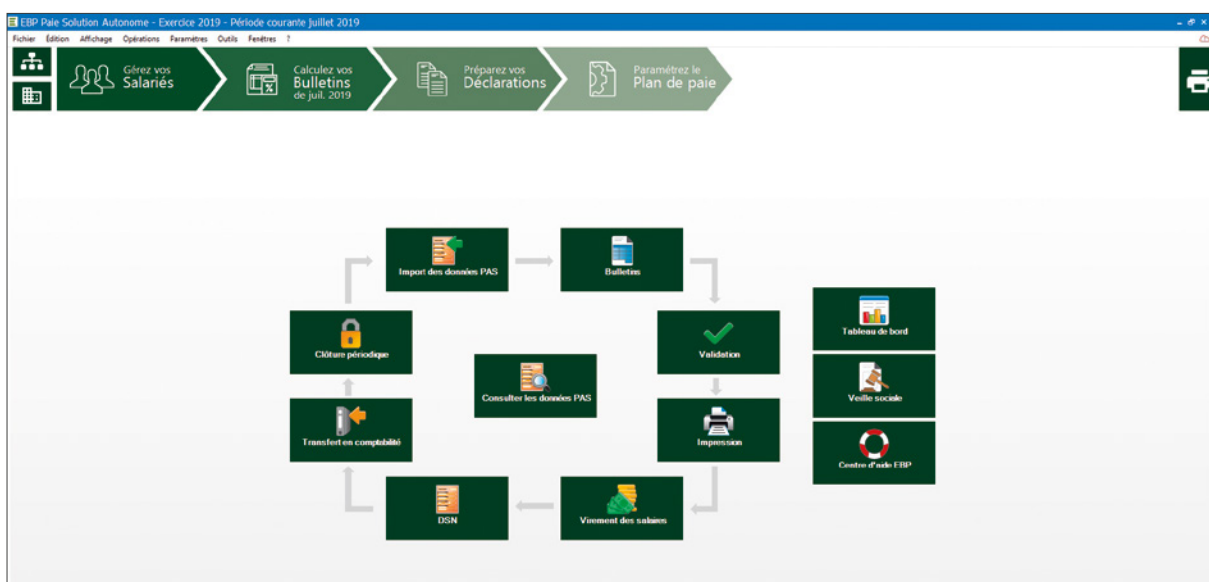 EBP Paie Solution Autonome - Exercice 2019 - Période courante juillet 2019
Fichier Édition Affichage Opérations Paramètres Outils Fenêtres ?
Gérez vos
Salariés
Calculez vos
Bulletins
de juil. 2019
Préparez vos
Déclarations
Paramétrez le
Plan de paie
Import des données PAS
Bulletins
Clôture périodique
Validation
Tableau de bord
Consulter les données PAS
Veille sociale
Transfert en comptabilité
Impression
Centre d'aide EBP
DSN
Virement des salaires